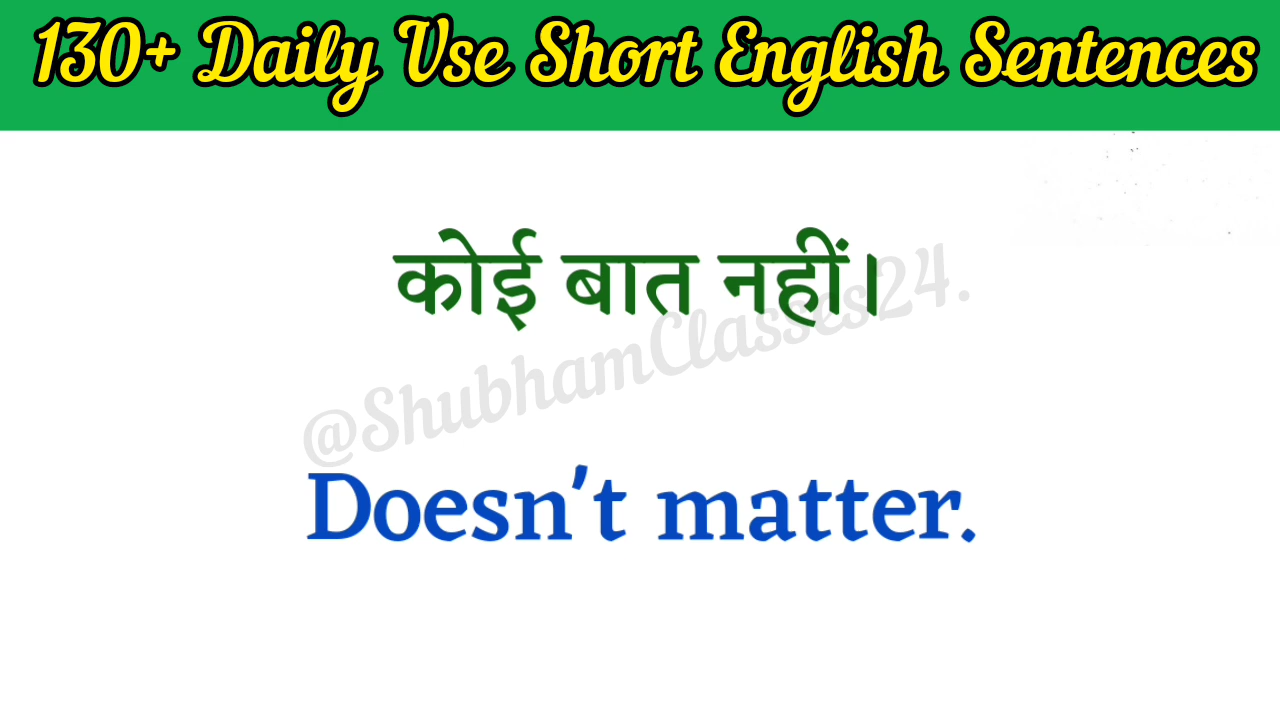 130+ Daily Use Short English Sentences
कोई बात नहीं।
@ShubhamClasses24.
Doesn't matter.